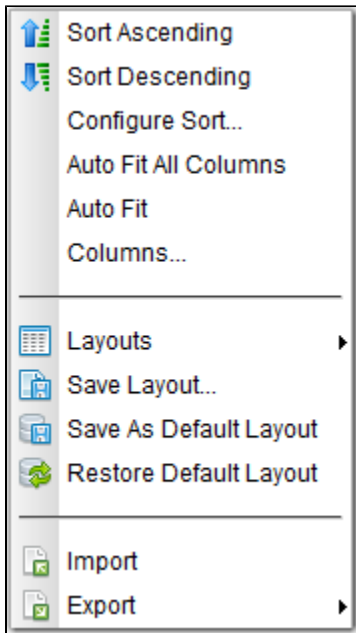 Sort Ascending
Sort Descending
Configure Sort...
Auto Fit All Columns
Auto Fit
Columns...
Layouts
Save Layout...
Save As Default Layout
Restore Default Layout
Import
Export